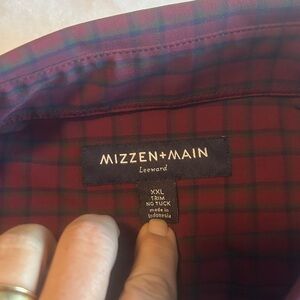 MIZZEN+MAIN
Leeward
XXL
TRIM
NO TUCK
made in
Indonesia